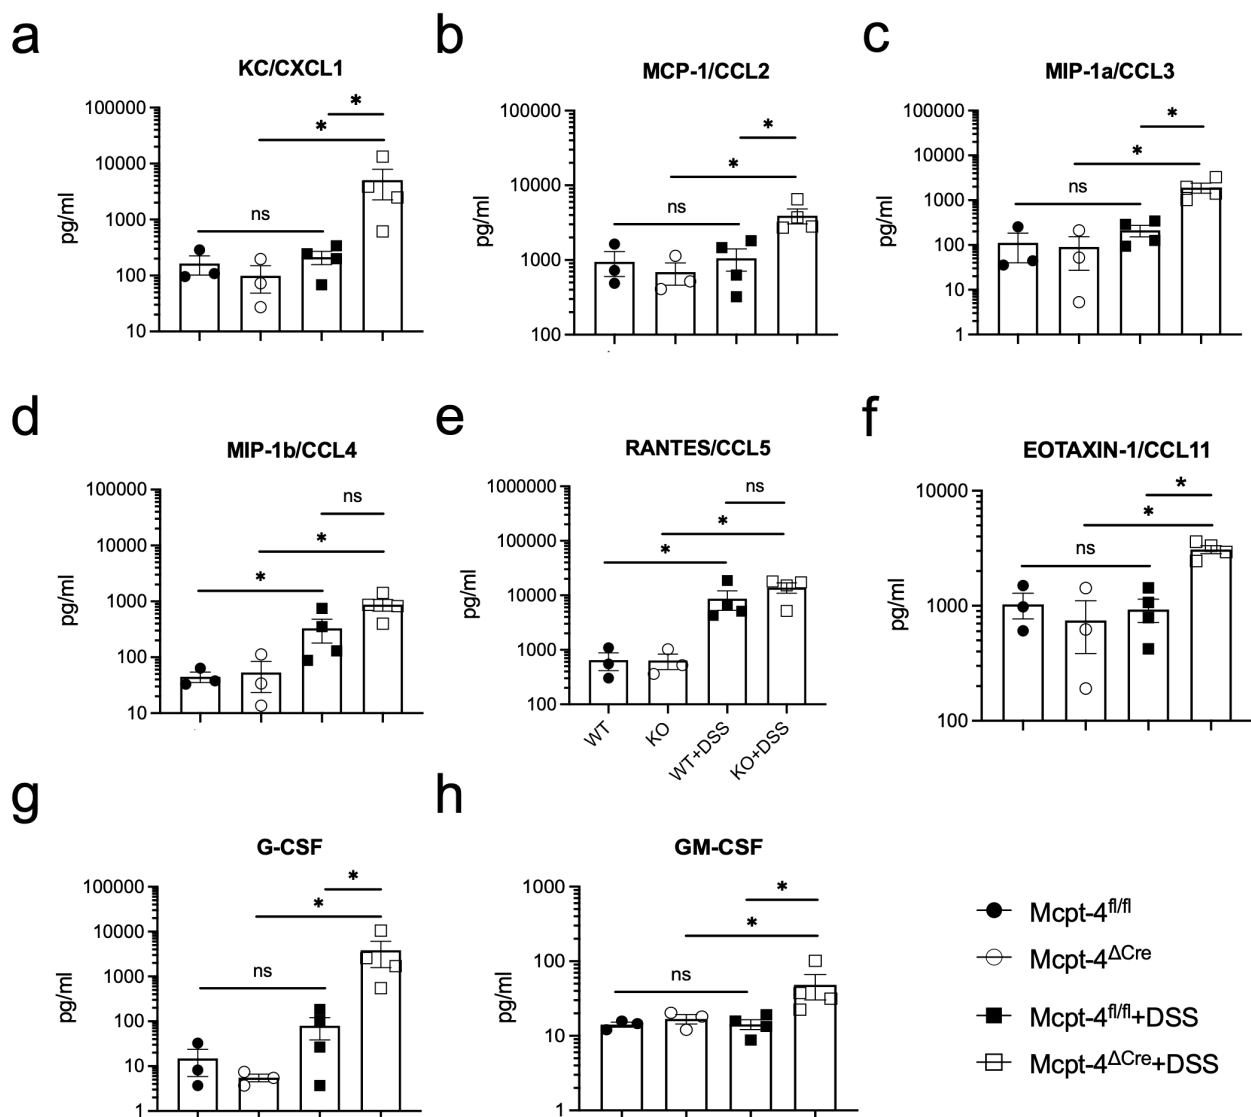 a
KC/CXCL1
pg/ml
100000
10000
1000
100
10
ns
*
*
b
MCP-1/CCL2
pg/ml
100000
10000
1000
100
ns
*
*
c
MIP-1a/CCL3
pg/ml
100000
10000
1000
100
10
1
ns
*
*
d
MIP-1b/CCL4
pg/ml
100000
10000
1000
100
10
*
*
ns
e
RANTES/CCL5
pg/ml
1000000
100000
10000
1000
100
*
*
ns
WT
KO
WT+DSS
KO+DSS
f
EOTAXIN-1/CCL11
pg/ml
10000
1000
100
ns
*
*
g
G-CSF
pg/ml
100000
10000
1000
100
10
1
ns
*
*
h
GM-CSF
pg/ml
1000
100
10
1
ns
*
*
Mcpt-4fl/fl
Mcpt-4ΔCre
Mcpt-4fl/fl+DSS
Mcpt-4ΔCre+DSS